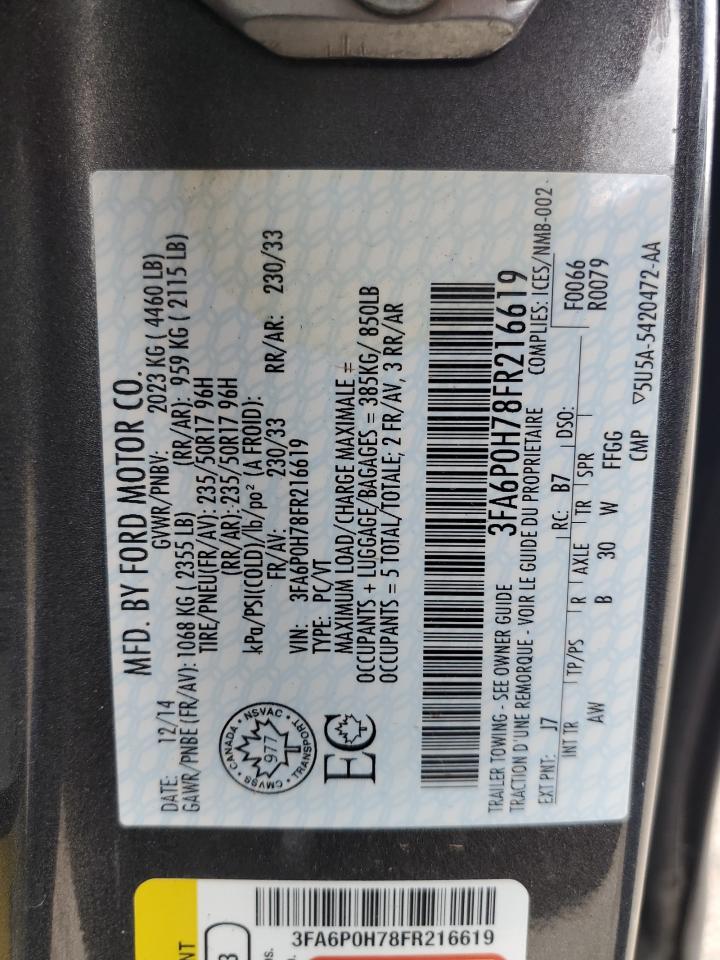 MFD. BY FORD MOTOR CO.
DATE: 12/14 GVWR/PNBV: 2023 KG ( 4460 LB)
GAWR/PNBE (FR/AV): 1068 KG ( 2355 LB) (RR/AR): 959 KG ( 2115 LB)
TIRE/PNEU(FR/AV): 235/50R17 96H
(RR/AR): 235/50R17 96H
kPa/PSI(COLD)/lb/po² (A FROID):
FR/AV: 230/33 RR/AR: 230/33
VIN: 3FA6P0H78FR216619
TYPE: PC/VT
MAXIMUM LOAD/CHARGE MAXIMALE =
OCCUPANTS + LUGGAGE/BAGAGES = 385KG/ 850LB
OCCUPANTS = 5 TOTAL/TOTALE; 2 FR/AV, 3 RR/AR
CANADA · NSVAC · TRANSPORT · CMVSS
977
EC
3FA6P0H78FR216619
TRAILER TOWING - SEE OWNER GUIDE
TRACTION D'UNE REMORQUE - VOIR LE GUIDE DU PROPRIETAIRE COMPLIES: ICES/NMB-002
EXT PNT: J7 RC: B7 DSO: F0066
R0079
INT TR TP/PS R AXLE TR SPR
AW B 30 W FFGG
CMP ▽5U5A-5420472-AA
3FA6P0H78FR216619